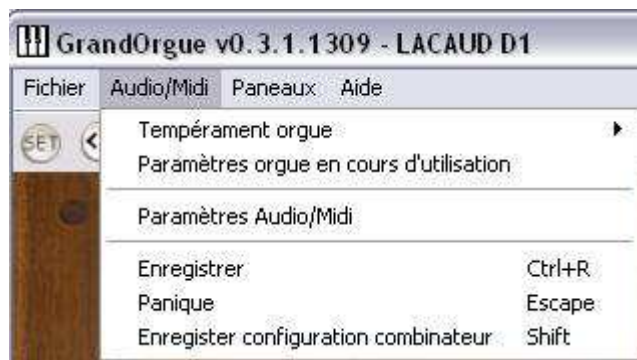 GrandOrgue v0.3.1.1309 - LACAUD D1
Fichier Audio/Midi Paneaux Aide
SET
Tempérament orgue
Paramètres orgue en cours d'utilisation
Paramètres Audio/Midi
Enregistrer Ctrl+R
Panique Escape
Enregister configuration combinateur Shift